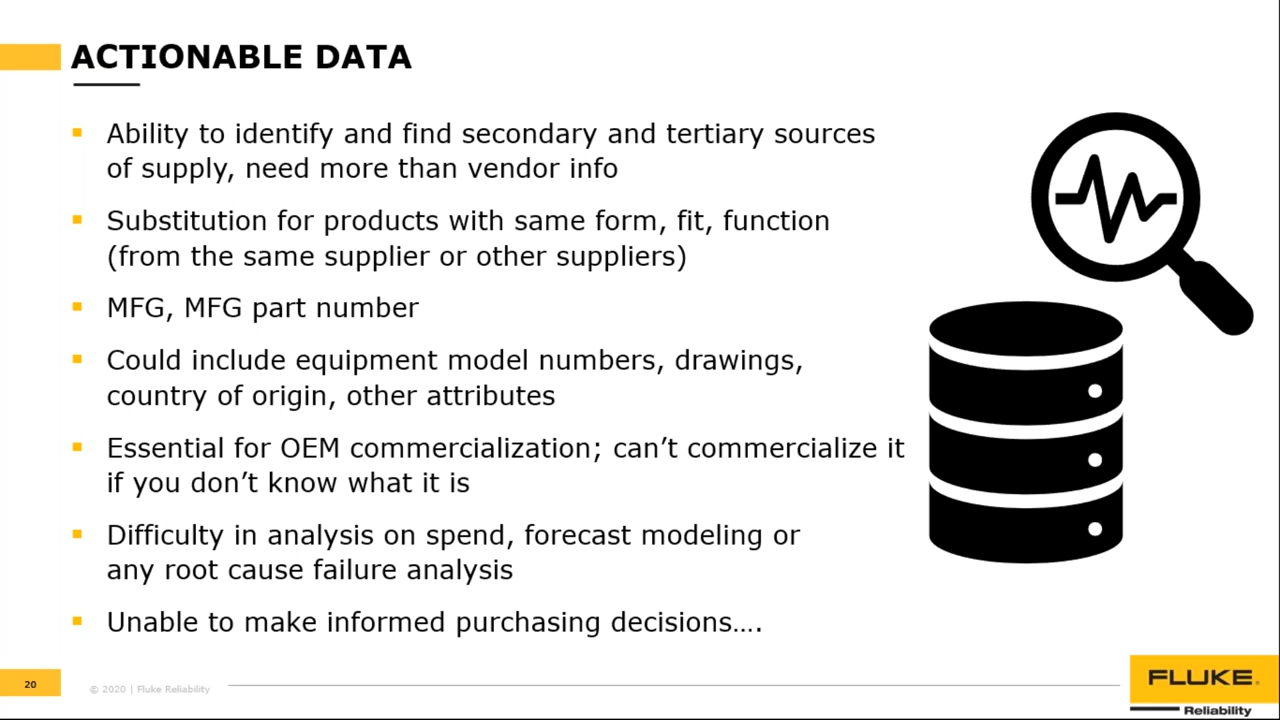 ACTIONABLE DATA
Ability to identify and find secondary and tertiary sources
of supply, need more than vendor info
Substitution for products with same form, fit, function
(from the same supplier or other suppliers)
MFG, MFG part number
Could include equipment model numbers, drawings,
country of origin, other attributes
Essential for OEM commercialization; can’t commercialize it
if you don’t know what it is
Difficulty in analysis on spend, forecast modeling or
any root cause failure analysis
Unable to make informed purchasing decisions….
20
© 2020 | Fluke Reliability
FLUKE®
Reliability